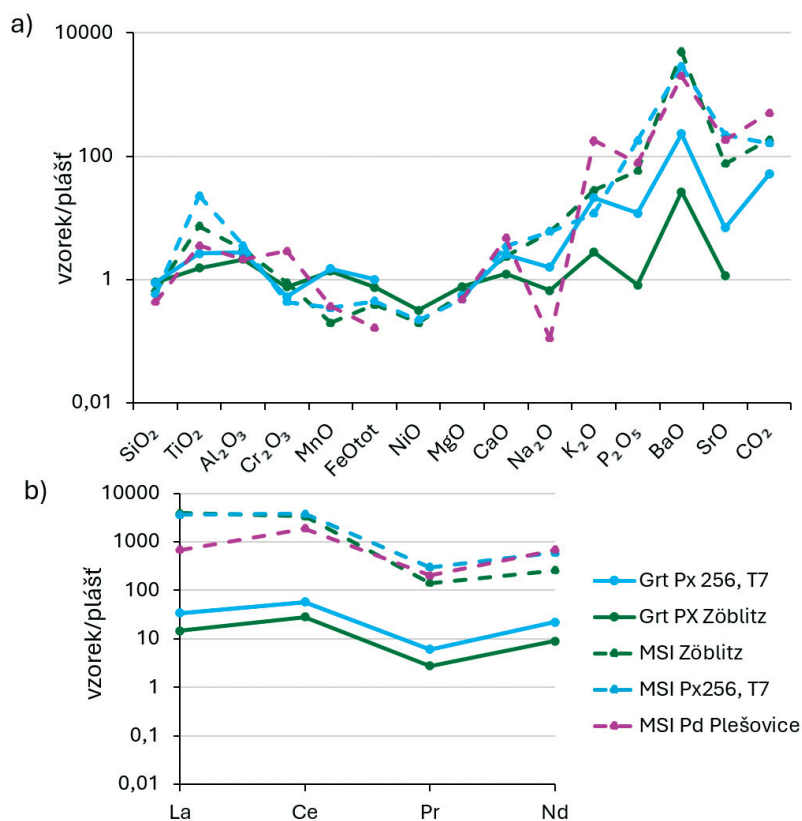 a)
10000
100
1
0,01
vzorek/plášť
SiO₂
TiO₂
Al₂O₃
Cr₂O₃
MnO
FeOtot
NiO
MgO
CaO
Na₂O
K₂O
P₂O₅
BaO
SrO
CO₂
b)
10000
1000
100
10
1
0,1
0,01
vzorek/plášť
La
Ce
Pr
Nd
Grt Px 256, T7
Grt PX Zöblitz
MSI Zöblitz
MSI Px256, T7
MSI Pd Plešovice